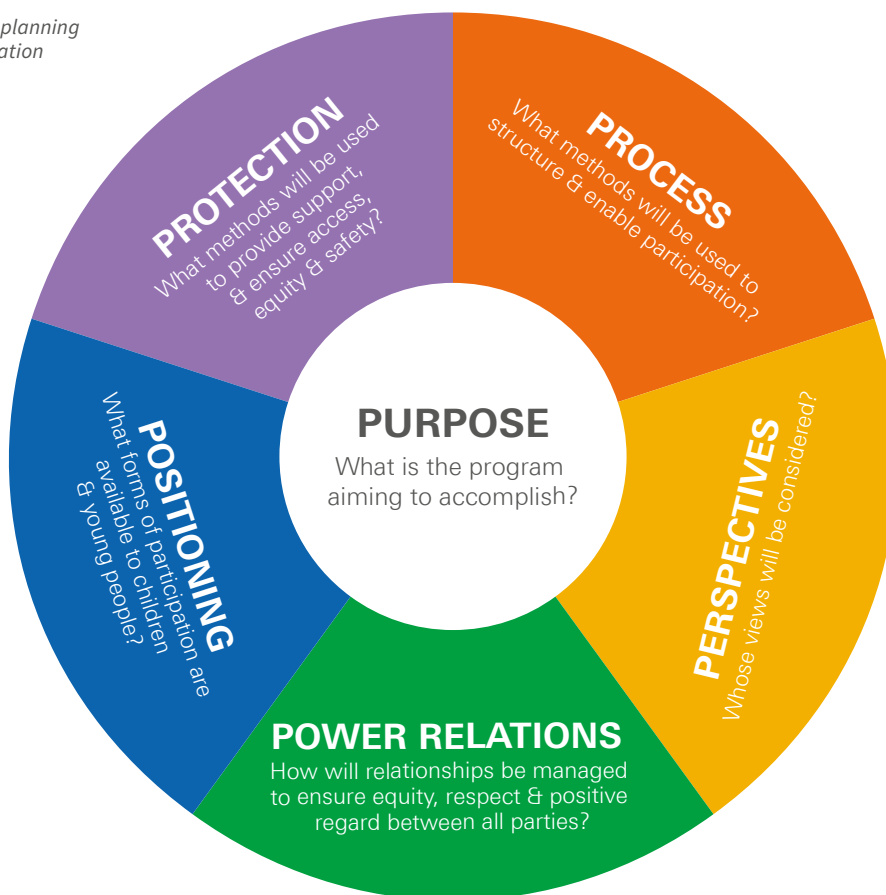 planning
PROTECTION
What methods will be used
to provide support,
& ensure access,
equity & safety?
PROCESS
What methods will be used to
structure & enable participation?
PERSPECTIVES
Whose views will be considered?
POWER RELATIONS
How will relationships be managed
to ensure equity, respect & positive
regard between all parties?
POSITIONING
What forms of participation are
available to children
& young people?
PURPOSE
What is the program
aiming to accomplish?